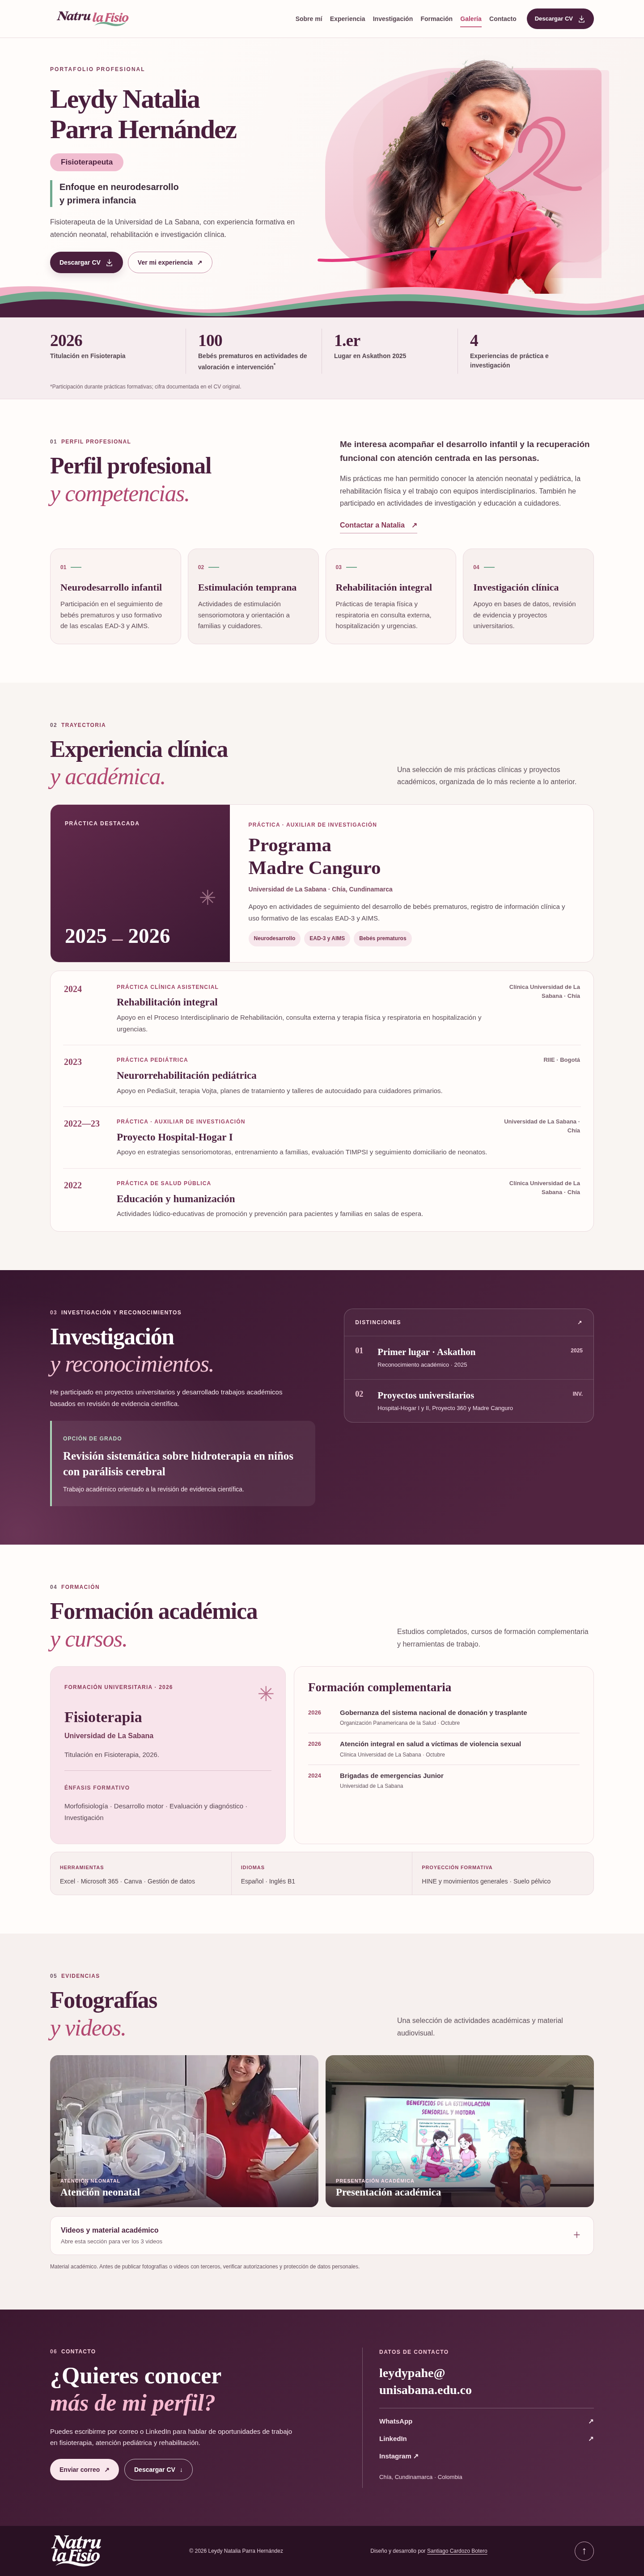 Natru la Fisio
Sobre mí Experiencia Investigación Formación Galería Contacto Descargar CV
PORTAFOLIO PROFESIONAL
Leydy Natalia
Parra Hernández
Fisioterapeuta
Enfoque en neurodesarrollo
y primera infancia
Fisioterapeuta de la Universidad de La Sabana, con experiencia formativa en
atención neonatal, rehabilitación e investigación clínica.
Descargar CV Ver mi experiencia ↗
2026
Titulación en Fisioterapia
100
Bebés prematuros en actividades de
valoración e intervención*
1.er
Lugar en Askathon 2025
4
Experiencias de práctica e
investigación
*Participación durante prácticas formativas; cifra documentada en el CV original.
01 PERFIL PROFESIONAL
Perfil profesional
y competencias.
Me interesa acompañar el desarrollo infantil y la recuperación
funcional con atención centrada en las personas.
Mis prácticas me han permitido conocer la atención neonatal y pediátrica, la
rehabilitación física y el trabajo con equipos interdisciplinarios. También he
participado en actividades de investigación y educación a cuidadores.
Contactar a Natalia ↗
01
Neurodesarrollo infantil
Participación en el seguimiento de
bebés prematuros y uso formativo
de las escalas EAD-3 y AIMS.
02
Estimulación temprana
Actividades de estimulación
sensoriomotora y orientación a
familias y cuidadores.
03
Rehabilitación integral
Prácticas de terapia física y
respiratoria en consulta externa,
hospitalización y urgencias.
04
Investigación clínica
Apoyo en bases de datos, revisión
de evidencia y proyectos
universitarios.
02 TRAYECTORIA
Experiencia clínica
y académica.
Una selección de mis prácticas clínicas y proyectos
académicos, organizada de lo más reciente a lo anterior.
PRÁCTICA DESTACADA
2025 — 2026
PRÁCTICA · AUXILIAR DE INVESTIGACIÓN
Programa
Madre Canguro
Universidad de La Sabana · Chía, Cundinamarca
Apoyo en actividades de seguimiento del desarrollo de bebés prematuros, registro de información clínica y
uso formativo de las escalas EAD-3 y AIMS.
Neurodesarrollo EAD-3 y AIMS Bebés prematuros
2024
PRÁCTICA CLÍNICA ASISTENCIAL
Rehabilitación integral
Apoyo en el Proceso Interdisciplinario de Rehabilitación, consulta externa y terapia física y respiratoria en hospitalización y
urgencias.
Clínica Universidad de La
Sabana · Chía
2023
PRÁCTICA PEDIÁTRICA
Neurorrehabilitación pediátrica
Apoyo en PediaSuit, terapia Vojta, planes de tratamiento y talleres de autocuidado para cuidadores primarios.
RIIE · Bogotá
2022—23
PRÁCTICA · AUXILIAR DE INVESTIGACIÓN
Proyecto Hospital-Hogar I
Apoyo en estrategias sensoriomotoras, entrenamiento a familias, evaluación TIMPSI y seguimiento domiciliario de neonatos.
Universidad de La Sabana ·
Chía
2022
PRÁCTICA DE SALUD PÚBLICA
Educación y humanización
Actividades lúdico-educativas de promoción y prevención para pacientes y familias en salas de espera.
Clínica Universidad de La
Sabana · Chía
03 INVESTIGACIÓN Y RECONOCIMIENTOS
Investigación
y reconocimientos.
He participado en proyectos universitarios y desarrollado trabajos académicos
basados en revisión de evidencia científica.
OPCIÓN DE GRADO
Revisión sistemática sobre hidroterapia en niños
con parálisis cerebral
Trabajo académico orientado a la revisión de evidencia científica.
DISTINCIONES ↗
01 Primer lugar · Askathon 2025
Reconocimiento académico · 2025
02 Proyectos universitarios INV.
Hospital-Hogar I y II, Proyecto 360 y Madre Canguro
04 FORMACIÓN
Formación académica
y cursos.
Estudios completados, cursos de formación complementaria
y herramientas de trabajo.
FORMACIÓN UNIVERSITARIA · 2026
Fisioterapia
Universidad de La Sabana
Titulación en Fisioterapia, 2026.
ÉNFASIS FORMATIVO
Morfofisiología · Desarrollo motor · Evaluación y diagnóstico ·
Investigación
Formación complementaria
2026 Gobernanza del sistema nacional de donación y trasplante
Organización Panamericana de la Salud · Octubre
2026 Atención integral en salud a víctimas de violencia sexual
Clínica Universidad de La Sabana · Octubre
2024 Brigadas de emergencias Junior
Universidad de La Sabana
HERRAMIENTAS
Excel · Microsoft 365 · Canva · Gestión de datos
IDIOMAS
Español · Inglés B1
PROYECCIÓN FORMATIVA
HINE y movimientos generales · Suelo pélvico
05 EVIDENCIAS
Fotografías
y videos.
Una selección de actividades académicas y material
audiovisual.
ATENCIÓN NEONATAL
Atención neonatal
BENEFICIOS DE LA ESTIMULACIÓN
SENSORIAL Y MOTORA
PRESENTACIÓN ACADÉMICA
Presentación académica
Videos y material académico
Abre esta sección para ver los 3 videos
+
Material académico. Antes de publicar fotografías o videos con terceros, verificar autorizaciones y protección de datos personales.
06 CONTACTO
¿Quieres conocer
más de mi perfil?
Puedes escribirme por correo o LinkedIn para hablar de oportunidades de trabajo
en fisioterapia, atención pediátrica y rehabilitación.
Enviar correo ↗ Descargar CV ↓
DATOS DE CONTACTO
leydypahe@
unisabana.edu.co
WhatsApp ↗
LinkedIn ↗
Instagram ↗
Chía, Cundinamarca · Colombia
Natru la Fisio
© 2026 Leydy Natalia Parra Hernández
Diseño y desarrollo por Santiago Cardozo Botero
↑